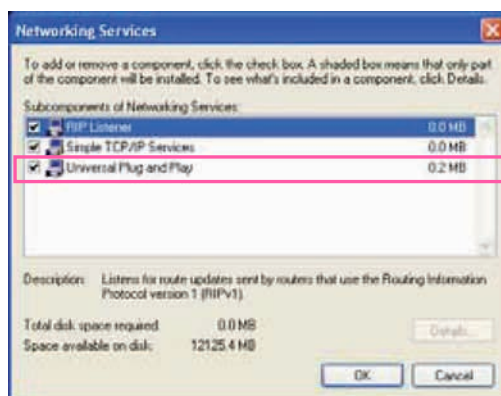 Networking Services
To add or remove a component, click the check box. A shaded box means that only part
of the component will be installed. To see what's included in a component, click Details.
Subcomponents of Networking Services:
RIP Listener 0.0 MB
Simple TCP/IP Services 0.0 MB
Universal Plug and Play 0.2 MB
Description: Listens for route updates sent by routers that use the Routing Information
Protocol version 1 (RIPv1).
Total disk space required: 0.0 MB
Space available on disk: 12125.4 MB
Details...
OK Cancel